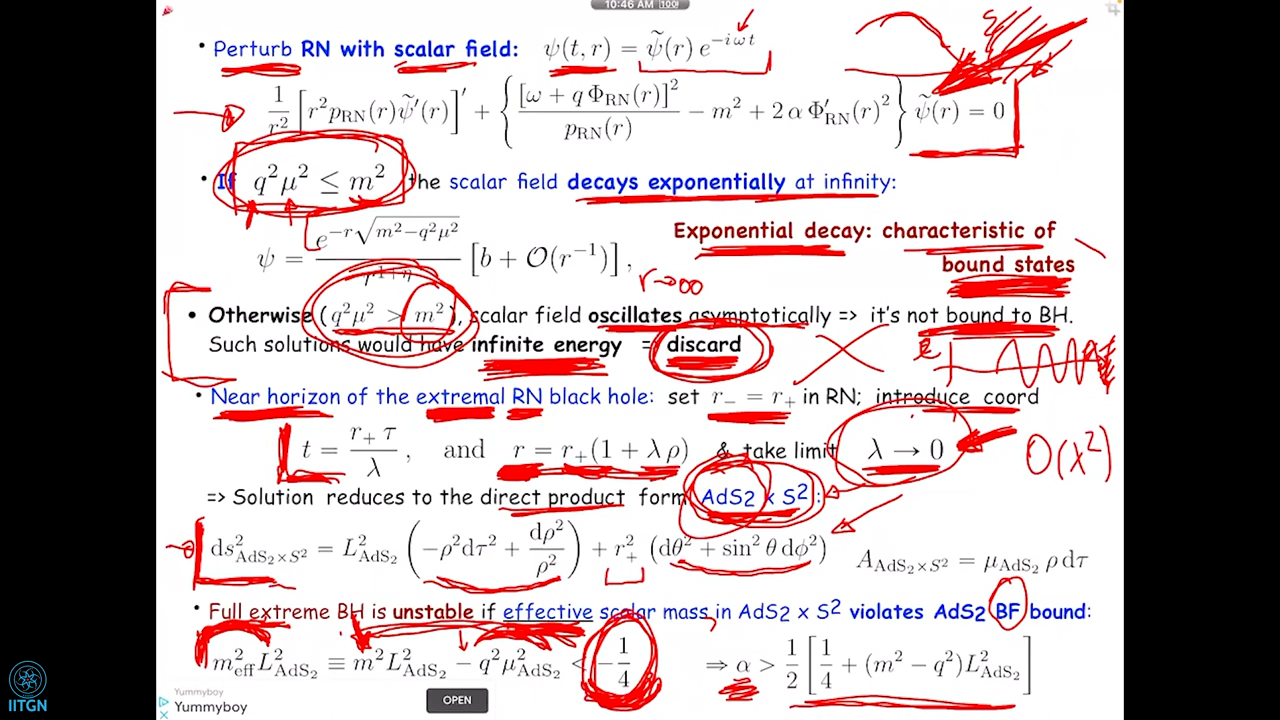 10:46 AM 100%
• Perturb RN with scalar field: ψ(t, r) = ψ̃(r) e^{-iωt}
1/r² [r² p_RN(r) ψ̃′(r)]′ + { [ω + q Φ_RN(r)]² / p_RN(r) − m² + 2 α Φ′_RN(r)² } ψ̃(r) = 0
• If q²μ² ≤ m² the scalar field decays exponentially at infinity:
ψ = e^{-r√(m²−q²μ²)} / r^{1+η} [b + O(r⁻¹)],
Exponential decay: characteristic of
bound states
r→∞
• Otherwise (q²μ² > m²), scalar field oscillates asymptotically => it's not bound to BH.
Such solutions would have infinite energy => discard
• Near horizon of the extremal RN black hole: set r₋ = r₊ in RN; introduce coord
t = r₊ τ / λ , and r = r₊(1 + λ ρ) & take limit λ → 0
O(λ²)
=> Solution reduces to the direct product form AdS2 x S²:
ds²_{AdS₂×S²} = L²_{AdS₂} (−ρ²dτ² + dρ²/ρ²) + r₊² (dθ² + sin² θ dϕ²) A_{AdS₂×S²} = μ_{AdS₂} ρ dτ
• Full extreme BH is unstable if effective scalar mass in AdS2 x S² violates AdS2 BF bound:
m²_eff L²_{AdS₂} ≡ m² L²_{AdS₂} − q² μ²_{AdS₂} < −1/4 ⇒ α > 1/2 [1/4 + (m² − q²)L²_{AdS₂}]
Yummyboy
Yummyboy
OPEN
IITGN